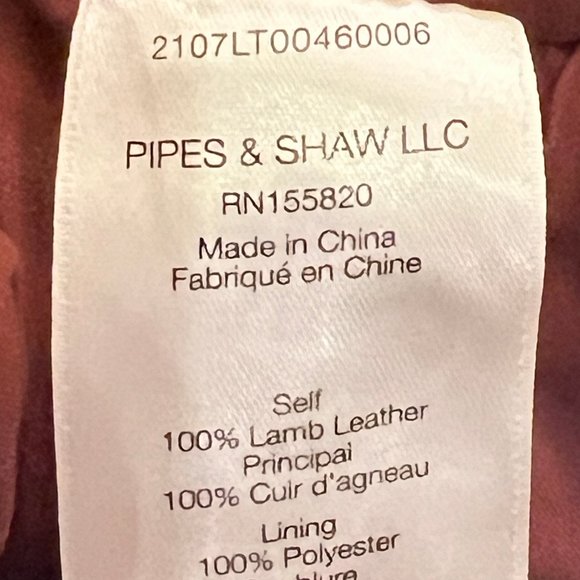 2107LT00460006
PIPES & SHAW LLC
RN155820
Made in China
Fabriqué en Chine
Self
100% Lamb Leather
Principal
100% Cuir d'agneau
Lining
100% Polyester